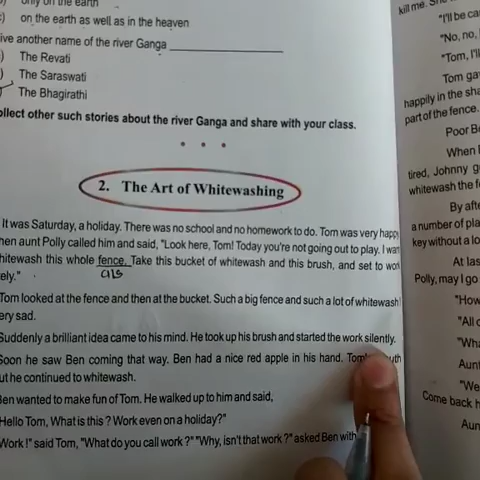 only on the earth
on the earth as well as in the heaven
ive another name of the river Ganga
The Revati
The Saraswati
The Bhagirathi
ollect other such stories about the river Ganga and share with your class.
2. The Art of Whitewashing
It was Saturday, a holiday. There was no school and no homework to do. Tom was very happy
hen aunt Polly called him and said, "Look here, Tom! Today you're not going out to play. I want
hitewash this whole fence. Take this bucket of whitewash and this brush, and set to work
ely."
Tom looked at the fence and then at the bucket. Such a big fence and such a lot of whitewash!
ery sad.
Suddenly a brilliant idea came to his mind. He took up his brush and started the work silently.
Soon he saw Ben coming that way. Ben had a nice red apple in his hand. uth
ut he continued to whitewash.
Ben wanted to make fun of Tom. He walked up to him and said,
Hello Tom, What is this ? Work even on a holiday?"
Work !" said Tom, "What do you call work ?" "Why, isn't that work ?" asked Ben with
kill me.
"I'll be ca
"No, no, I
"Tom, I'll
Tom ga
happily in the sha
part of the fence.
Poor Be
When B
tired, Johnny g
whitewash the f
By afte
a number of pla
key without a lo
At las
Polly, may I go
"How
"All o
"Wha
Aun
"We
Come back h
Aun